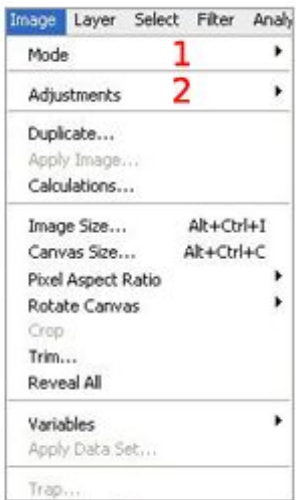 Image Layer Select Filter Analy
Mode 1
Adjustments 2
Duplicate...
Apply Image...
Calculations...
Image Size... Alt+Ctrl+I
Canvas Size... Alt+Ctrl+C
Pixel Aspect Ratio
Rotate Canvas
Crop
Trim...
Reveal All
Variables
Apply Data Set...
Trap...